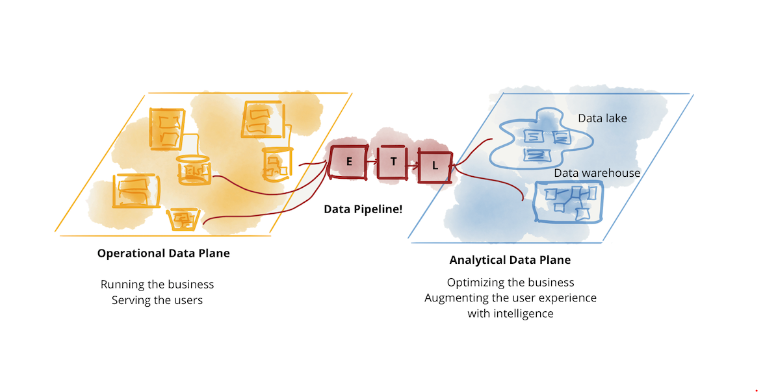 Data lake
Data warehouse
E
T
L
Data Pipeline!
Operational Data Plane
Running the business
Serving the users
Analytical Data Plane
Optimizing the business
Augmenting the user experience
with intelligence